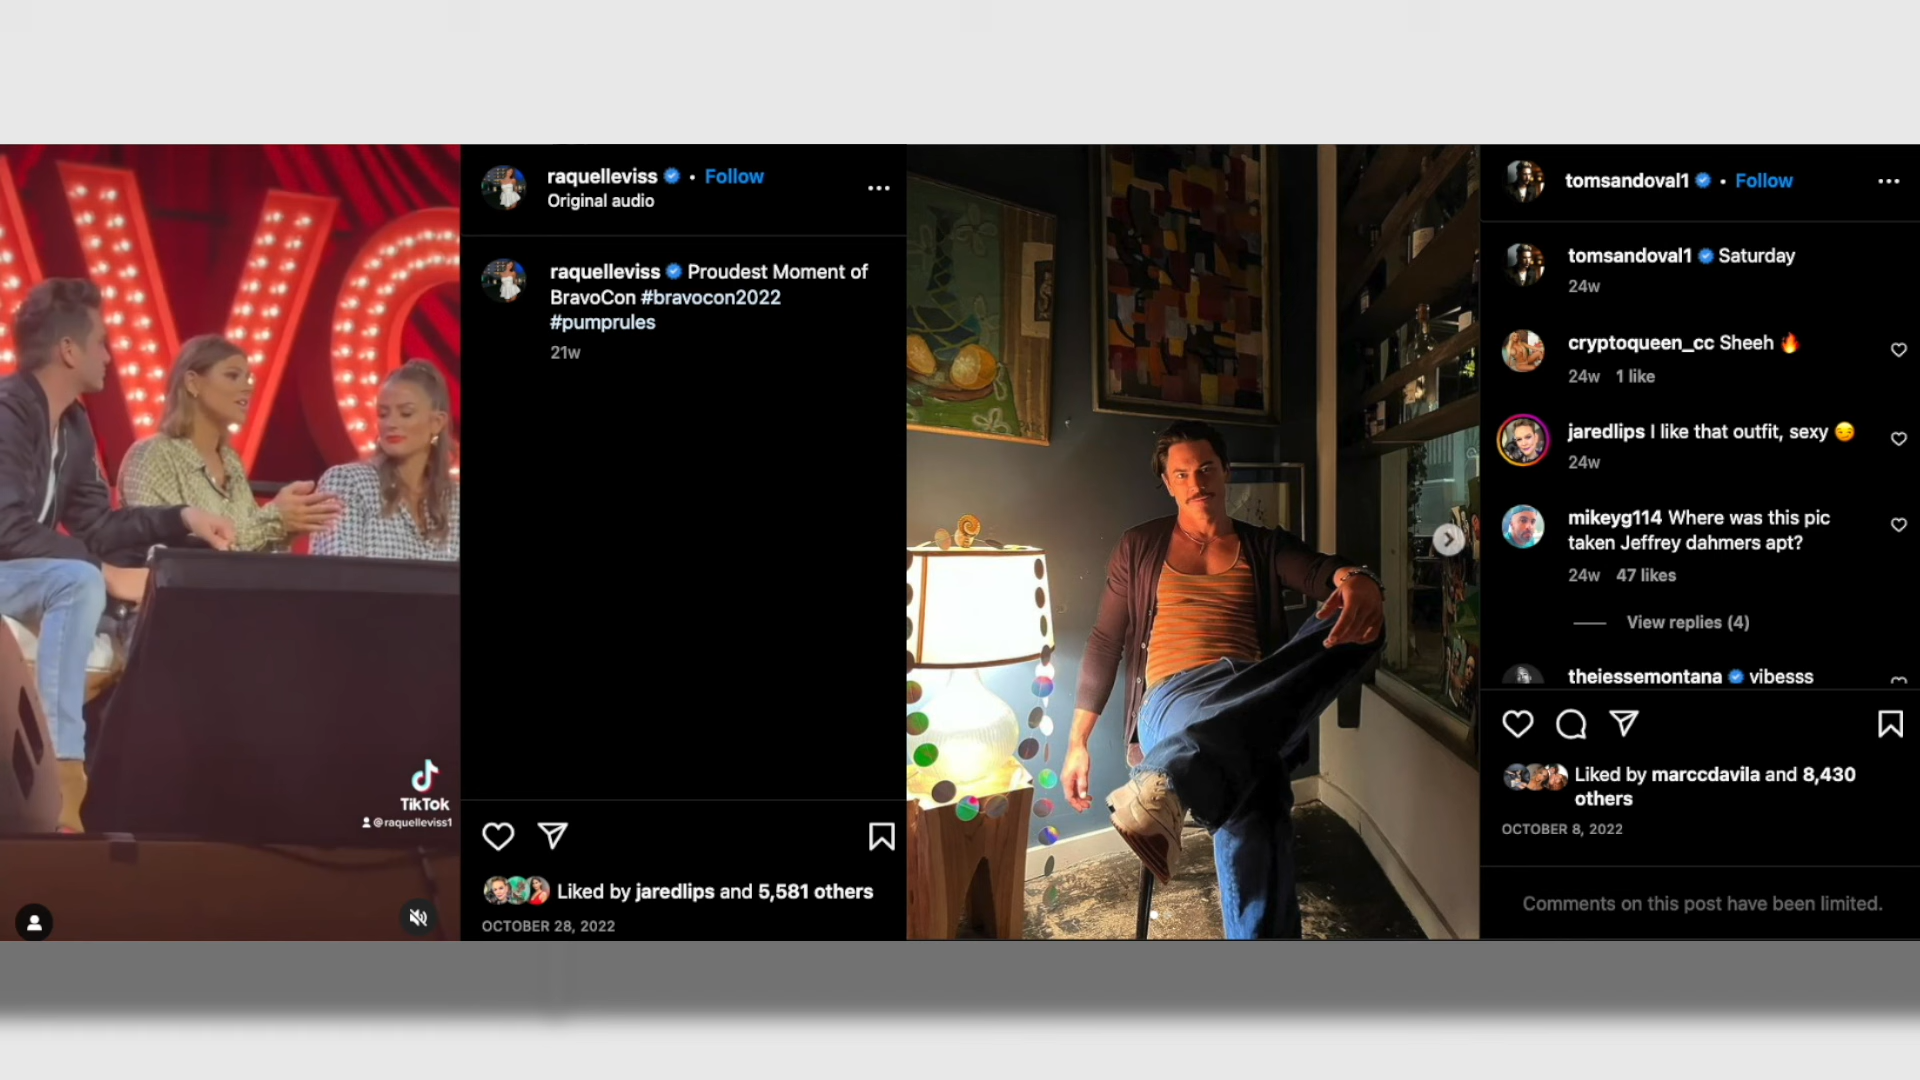 VO
TikTok
@raquelleviss1
raquelleviss • Follow
Original audio
raquelleviss Proudest Moment of
BravoCon #bravocon2022
#pumprules
21w
Liked by jaredlips and 5,581 others
OCTOBER 28, 2022
tomsandoval1 • Follow
tomsandoval1 Saturday
24w
cryptoqueen_cc Sheeh 🔥
24w 1 like
jaredlips I like that outfit, sexy 😏
24w
mikeyg114 Where was this pic
taken Jeffrey dahmers apt?
24w 47 likes
View replies (4)
thejessemontana vibesss
Liked by marccdavila and 8,430
others
OCTOBER 8, 2022
Comments on this post have been limited.